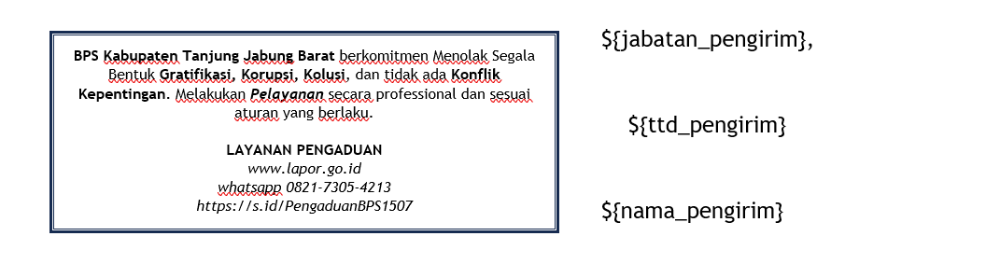 BPS Kabupaten Tanjung Jabung Barat berkomitmen Menolak Segala
Bentuk Gratifikasi, Korupsi, Kolusi, dan tidak ada Konflik
Kepentingan. Melakukan Pelayanan secara professional dan sesuai
aturan yang berlaku.
LAYANAN PENGADUAN
www.lapor.go.id
whatsapp 0821-7305-4213
https://s.id/PengaduanBPS1507
${jabatan_pengirim},
${ttd_pengirim}
${nama_pengirim}